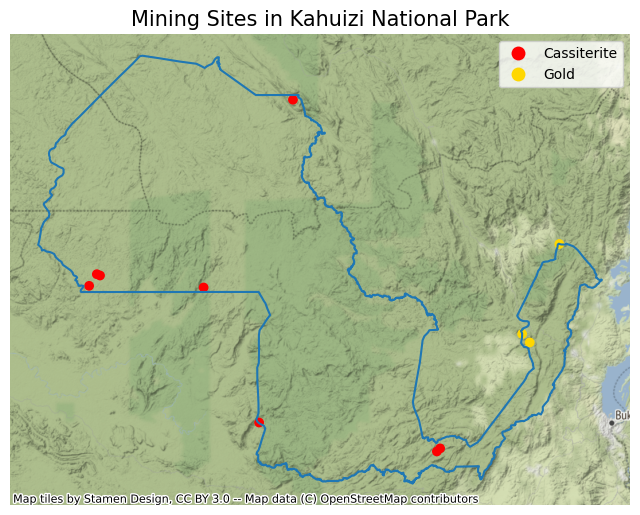 Mining Sites in Kahuizi National Park
Cassiterite
Gold
Buk
Map tiles by Stamen Design, CC BY 3.0 -- Map data (C) OpenStreetMap contributors